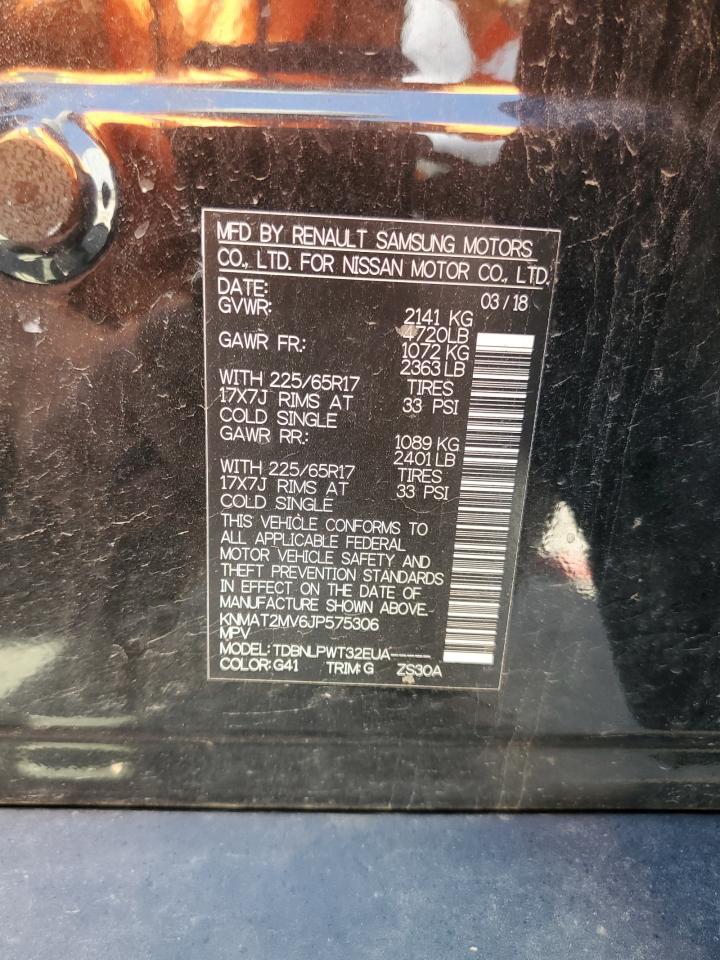 MFD BY RENAULT SAMSUNG MOTORS
CO., LTD. FOR NISSAN MOTOR CO., LTD.
DATE: 03/18
GVWR: 2141 KG
4720LB
GAWR FR: 1072 KG
2363 LB
WITH 225/65R17 TIRES
17X7J RIMS AT 33 PSI
COLD SINGLE
GAWR RR: 1089 KG
2401 LB
WITH 225/65R17 TIRES
17X7J RIMS AT 33 PSI
COLD SINGLE
THIS VEHICLE CONFORMS TO
ALL APPLICABLE FEDERAL
MOTOR VEHICLE SAFETY AND
THEFT PREVENTION STANDARDS
IN EFFECT ON THE DATE OF
MANUFACTURE SHOWN ABOVE.
KNMAT2MV6JP575306
MPV
MODEL: TDBNLPWT32EUA-----
COLOR: G41 TRIM: G ZS30A